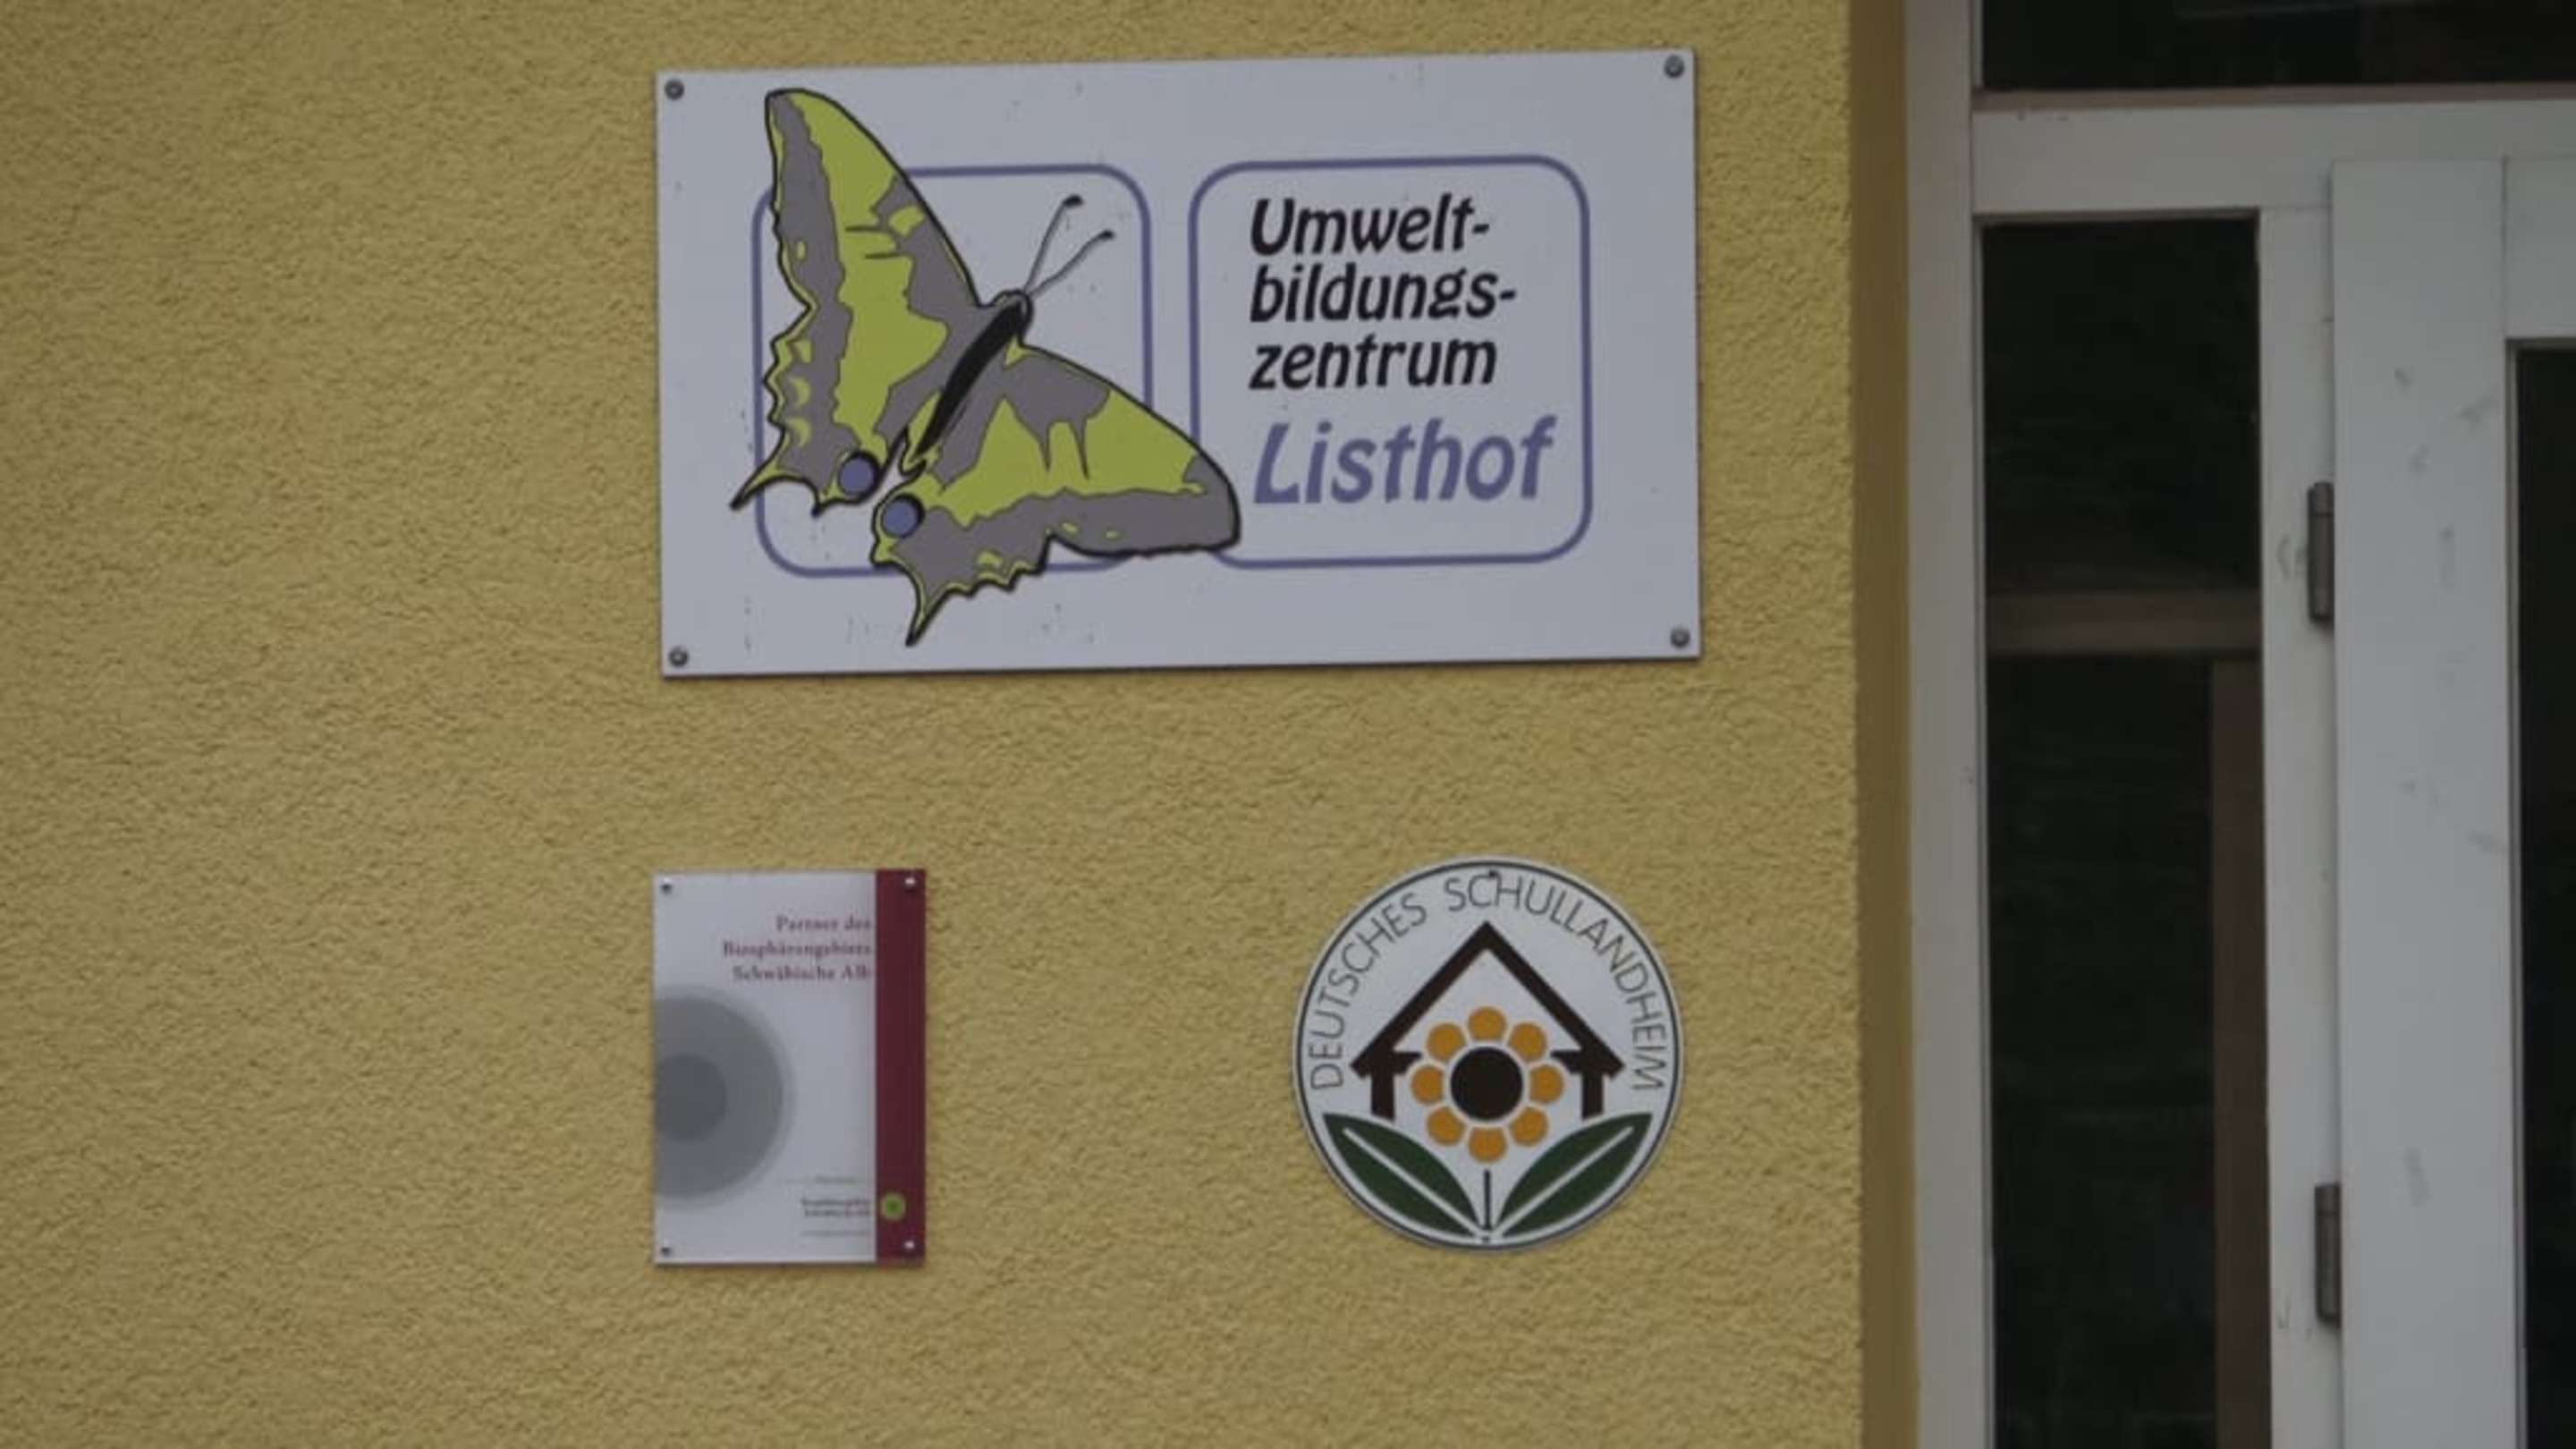 Umwelt-
bildungs-
zentrum
Listhof
Partner des
Biosphärengebiets
Schwäbische Alb
DEUTSCHES SCHULLANDHEIM